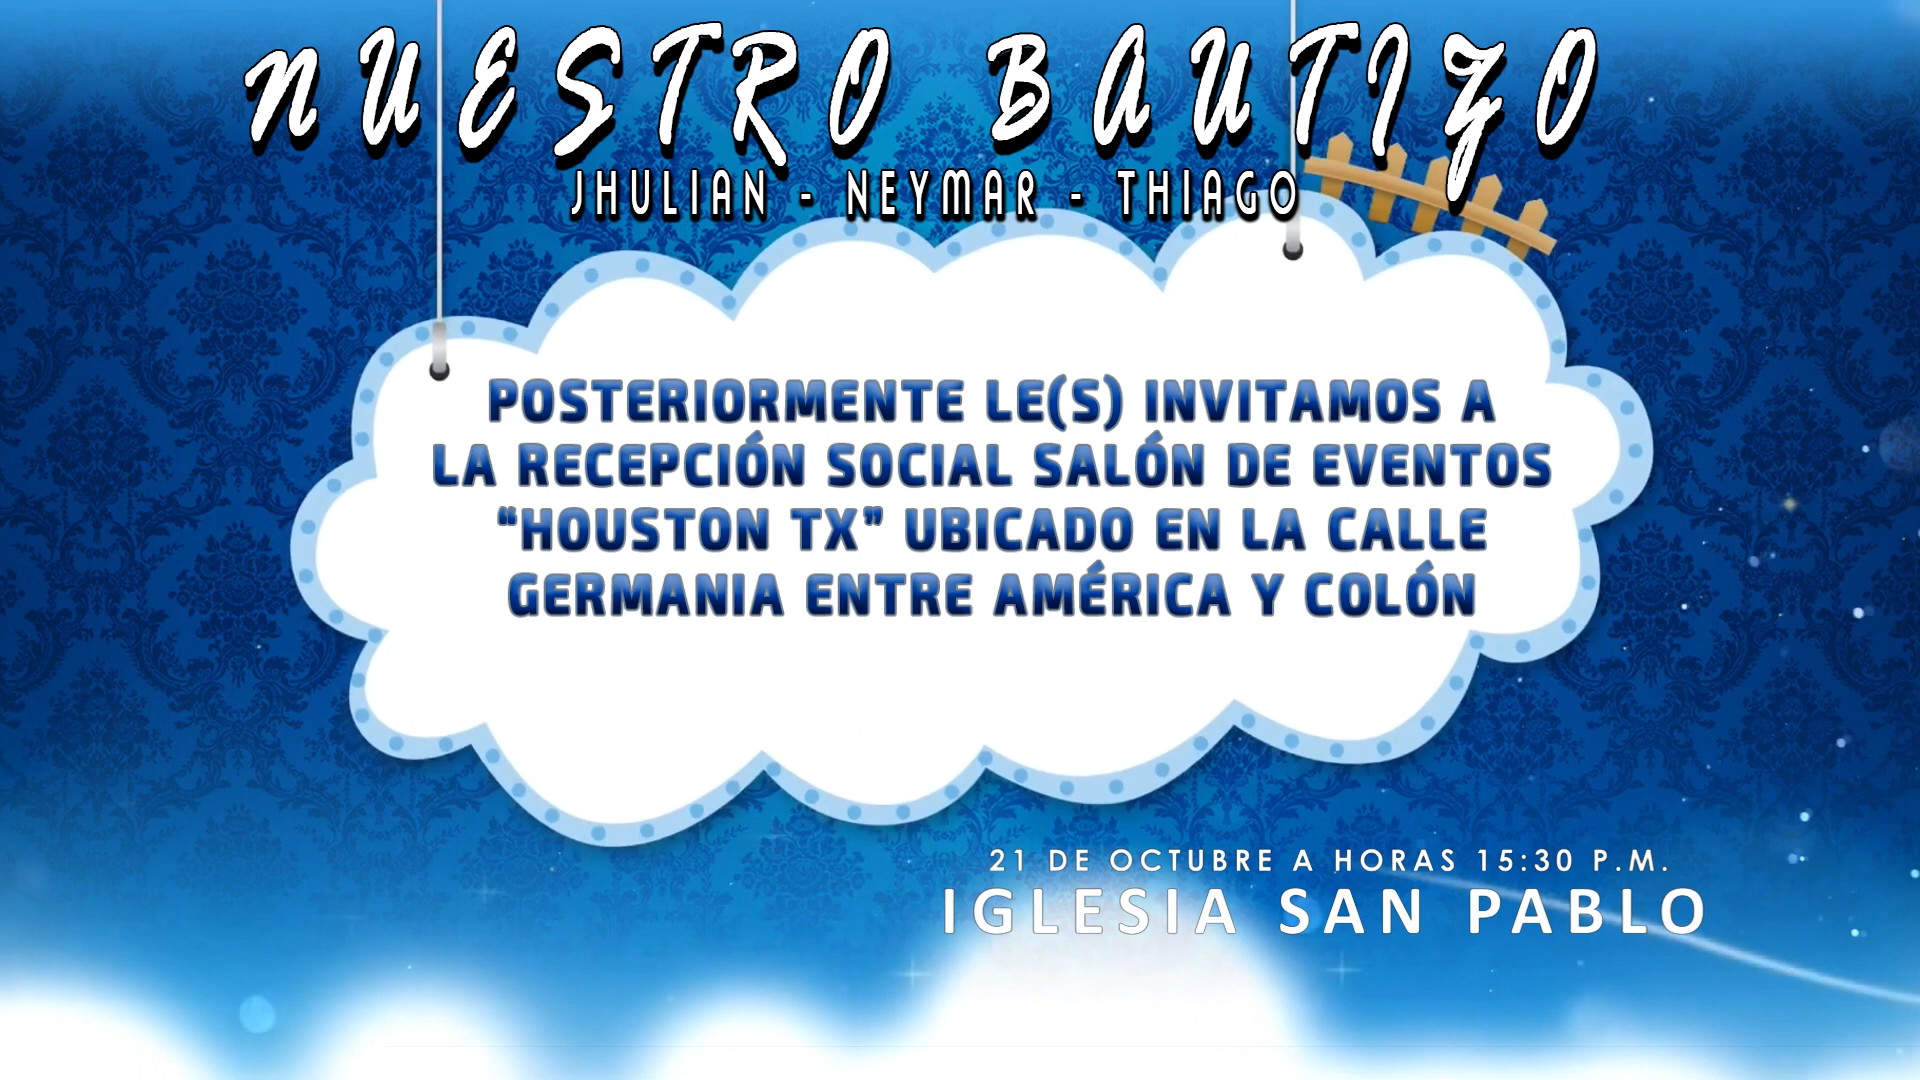 NUESTRO BAUTIZO
JHULIAN - NEYMAR - THIAGO
POSTERIORMENTE LE(S) INVITAMOS A
LA RECEPCIÓN SOCIAL SALÓN DE EVENTOS
“HOUSTON TX” UBICADO EN LA CALLE
GERMANIA ENTRE AMÉRICA Y COLÓN
21 DE OCTUBRE A HORAS 15:30 P.M.
IGLESIA SAN PABLO